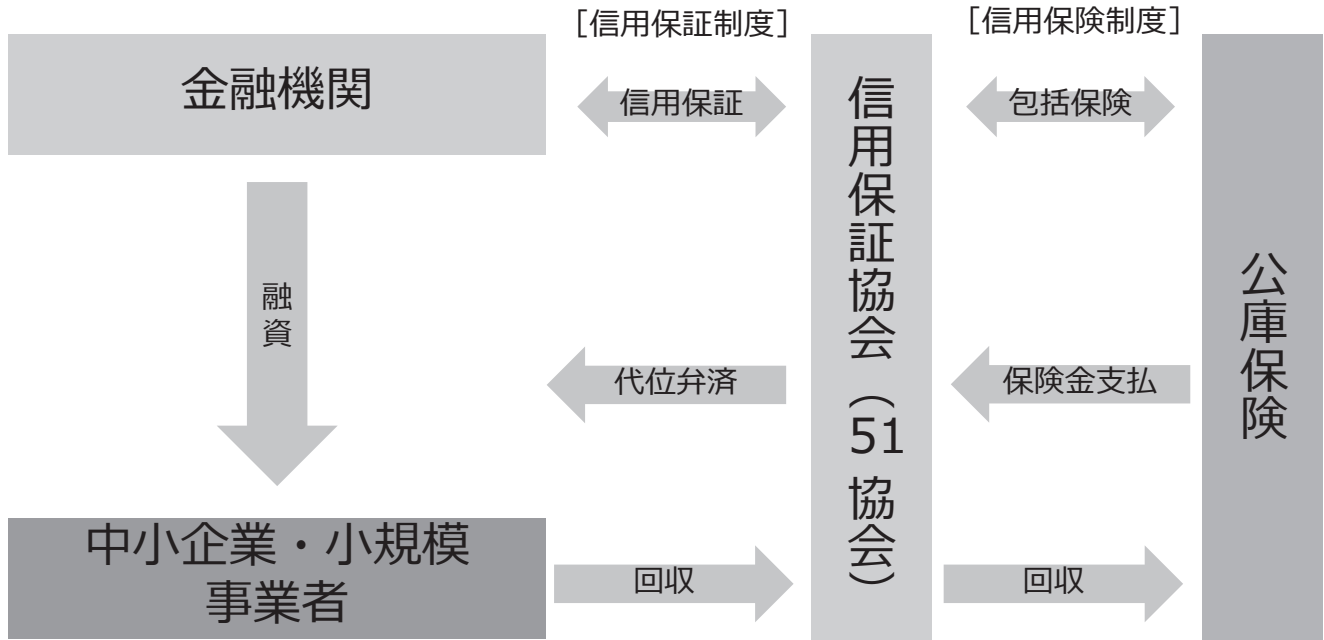 [信用保証制度]
[信用保険制度]
金融機関
信用保証
信用保証協会（51協会）
包括保険
公庫保険
融資
代位弁済
保険金支払
中小企業・小規模
事業者
回収
回収